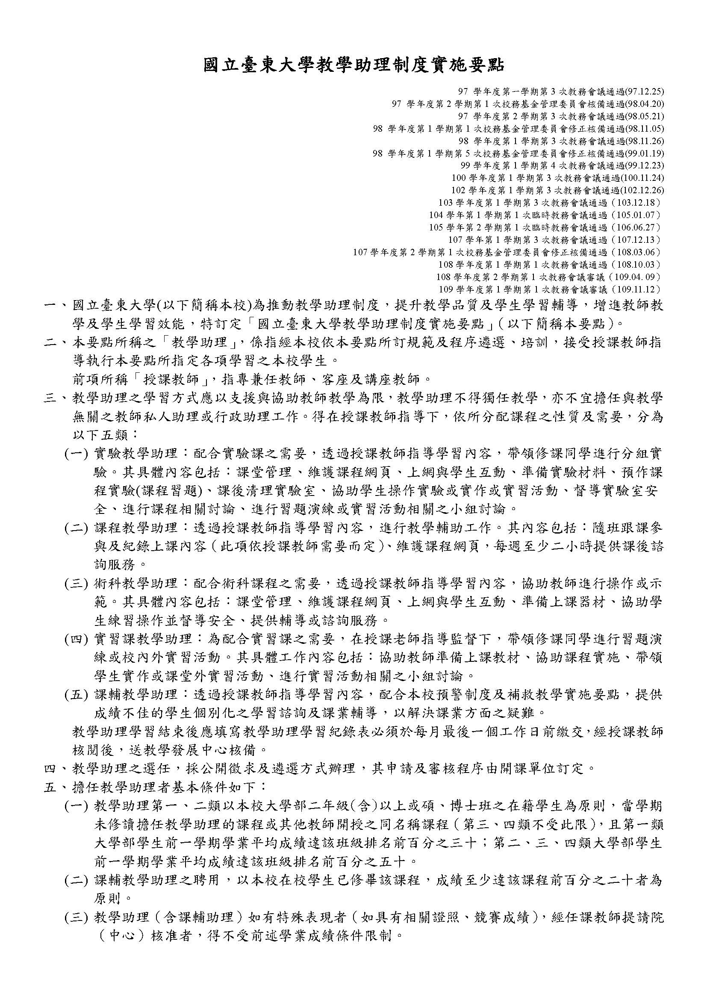 國立臺東大學教學助理制度實施要點
97 學年度第一學期第 3 次教務會議通過(97.12.25)
97 學年度第 2 學期第 1 次校務基金管理委員會核備通過(98.04.20)
97 學年度第 2 學期第 3 次教務會議通過(98.05.21)
98 學年度第 1 學期第 1 次校務基金管理委員會修正核備通過(98.11.05)
98 學年度第 1 學期第 3 次教務會議通過(98.11.26)
98 學年度第 1 學期第 5 次校務基金管理委員會修正核備通過(99.01.19)
99 學年度第 1 學期第 4 次教務會議通過(99.12.23)
100 學年度第 1 學期第 3 次教務會議通過(100.11.24)
102 學年度第 1 學期第 3 次教務會議通過(102.12.26)
103 學年度第 1 學期第 3 次教務會議通過（103.12.18）
104 學年第 1 學期第 1 次臨時教務會議通過（105.01.07）
105 學年第 2 學期第 1 次臨時教務會議通過（106.06.27）
107 學年第 1 學期第 3 次教務會議通過（107.12.13）
107 學年度第 2 學期第 1 次校務基金管理委員會修正核備通過（108.03.06）
108 學年度第 1 學期第 1 次教務會議通過（108.10.03）
108 學年度第 2 學期第 1 次教務會議審議（109.04. 09）
109 學年度第 1 學期第 1 次教務會議審議（109.11.12）
一、國立臺東大學(以下簡稱本校)為推動教學助理制度，提升教學品質及學生學習輔導，增進教師教
學及學生學習效能，特訂定「國立臺東大學教學助理制度實施要點」（以下簡稱本要點）。
二、本要點所稱之「教學助理」，係指經本校依本要點所訂規範及程序遴選、培訓，接受授課教師指
導執行本要點所指定各項學習之本校學生。
前項所稱「授課教師」，指專兼任教師、客座及講座教師。
三、教學助理之學習方式應以支援與協助教師教學為限，教學助理不得獨任教學，亦不宜擔任與教學
無關之教師私人助理或行政助理工作。得在授課教師指導下，依所分配課程之性質及需要，分為
以下五類：
(一) 實驗教學助理：配合實驗課之需要，透過授課教師指導學習內容，帶領修課同學進行分組實
驗。其具體內容包括：課堂管理、維護課程網頁、上網與學生互動、準備實驗材料、預作課
程實驗(課程習題)、課後清理實驗室、協助學生操作實驗或實作或實習活動、督導實驗室安
全、進行課程相關討論、進行習題演練或實習活動相關之小組討論。
(二) 課程教學助理：透過授課教師指導學習內容，進行教學輔助工作。其內容包括：隨班跟課參
與及紀錄上課內容（此項依授課教師需要而定）、維護課程網頁，每週至少二小時提供課後諮
詢服務。
(三) 術科教學助理：配合術科課程之需要，透過授課教師指導學習內容，協助教師進行操作或示
範。其具體內容包括：課堂管理、維護課程網頁、上網與學生互動、準備上課器材、協助學
生練習操作並督導安全、提供輔導或諮詢服務。
(四) 實習課教學助理：為配合實習課之需要，在授課老師指導監督下，帶領修課同學進行習題演
練或校內外實習活動。其具體工作內容包括：協助教師準備上課教材、協助課程實施、帶領
學生實作或課堂外實習活動、進行實習活動相關之小組討論。
(五) 課輔教學助理：透過授課教師指導學習內容，配合本校預警制度及補救教學實施要點，提供
成績不佳的學生個別化之學習諮詢及課業輔導，以解決課業方面之疑難。
教學助理學習結束後應填寫教學助理學習紀錄表必須於每月最後一個工作日前繳交，經授課教師
核閱後，送教學發展中心核備。
四、教學助理之選任，採公開徵求及遴選方式辦理，其申請及審核程序由開課單位訂定。
五、擔任教學助理者基本條件如下：
(一) 教學助理第一、二類以本校大學部二年級(含)以上或碩、博士班之在籍學生為原則，當學期
未修讀擔任教學助理的課程或其他教師開授之同名稱課程（第三、四類不受此限），且第一類
大學部學生前一學期學業平均成績達該班級排名前百分之三十；第二、三、四類大學部學生
前一學期學業平均成績達該班級排名前百分之五十。
(二) 課輔教學助理之聘用，以本校在校學生已修畢該課程，成績至少達該課程前百分之二十者為
原則。
(三) 教學助理（含課輔助理）如有特殊表現者（如具有相關證照、競賽成績），經任課教師提請院
（中心）核准者，得不受前述學業成績條件限制。